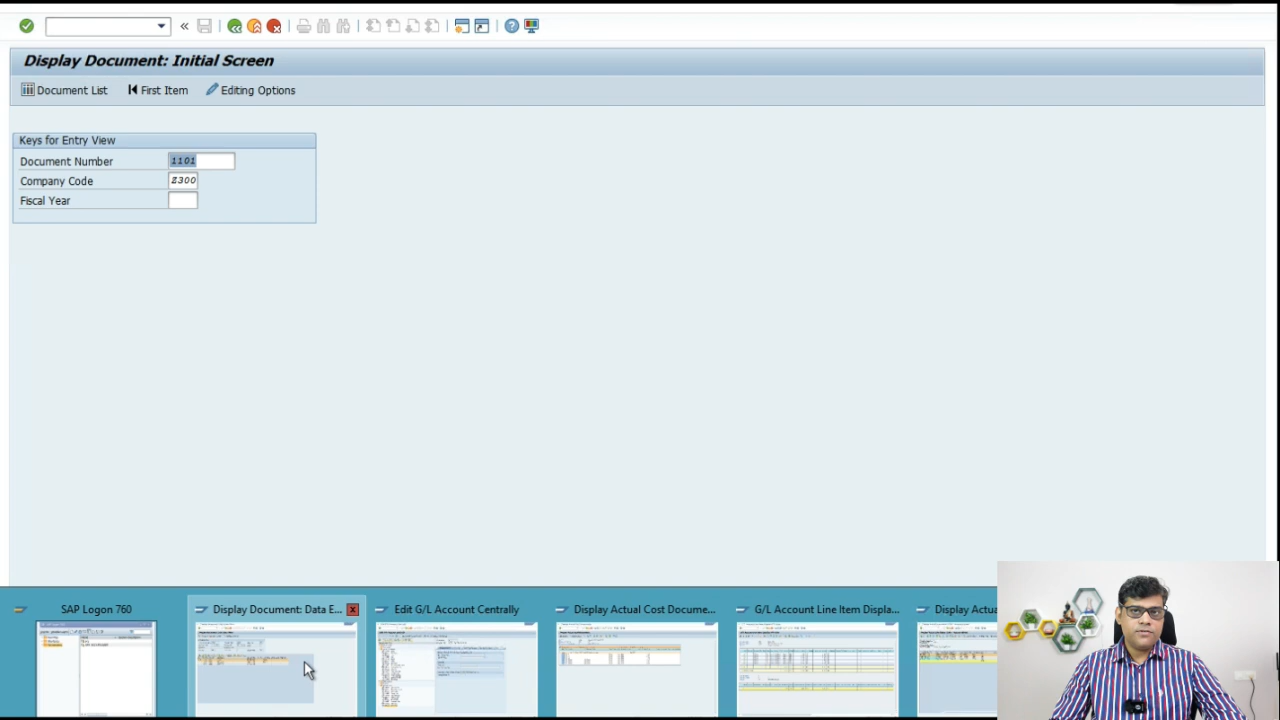 Display Document: Initial Screen
Document List First Item Editing Options
Keys for Entry View
Document Number 1101
Company Code Z300
Fiscal Year
SAP Logon 760 Display Document: Data E... Edit G/L Account Centrally Display Actual Cost Docume... G/L Account Line Item Displa... Display Actua